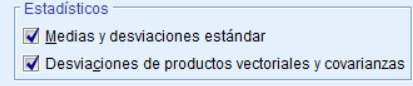 Estadísticos
Medias y desviaciones estándar
Desviaciones de productos vectoriales y covarianzas